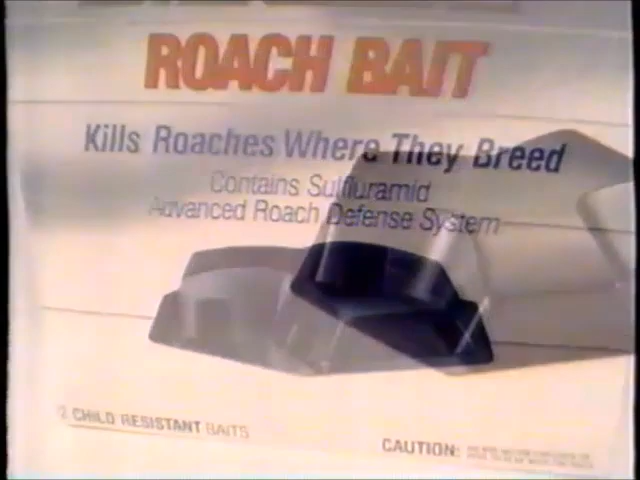 ROACH BAIT
Kills Roaches Where They Breed
Contains Sulfluramid
Advanced Roach Defense System
CHILD RESISTANT BAITS
CAUTION: